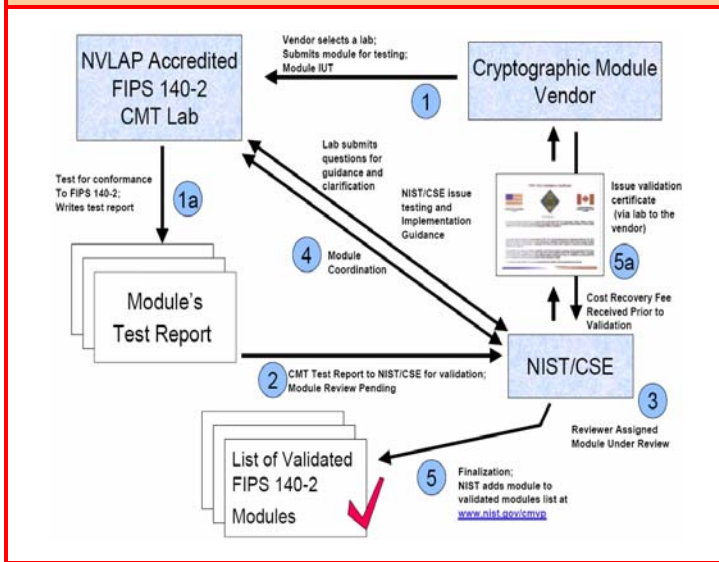 NVLAP Accredited
FIPS 140-2
CMT Lab
Vendor selects a lab;
Submits module for testing;
Module IUT
1
Cryptographic Module
Vendor
Test for conformance
To FIPS 140-2;
Writes test report
1a
Lab submits
questions for
guidance and
clarification
NIST/CSE issue
testing and
Implementation
Guidance
4
Module
Coordination
Issue validation
certificate
(via lab to the
vendor)
5a
Cost Recovery Fee
Received Prior to
Validation
Module's
Test Report
2
CMT Test Report to NIST/CSE for validation;
Module Review Pending
NIST/CSE
3
Reviewer Assigned
Module Under Review
List of Validated
FIPS 140-2
Modules
5
Finalization;
NIST adds module to
validated modules list at
www.nist.gov/cmvp